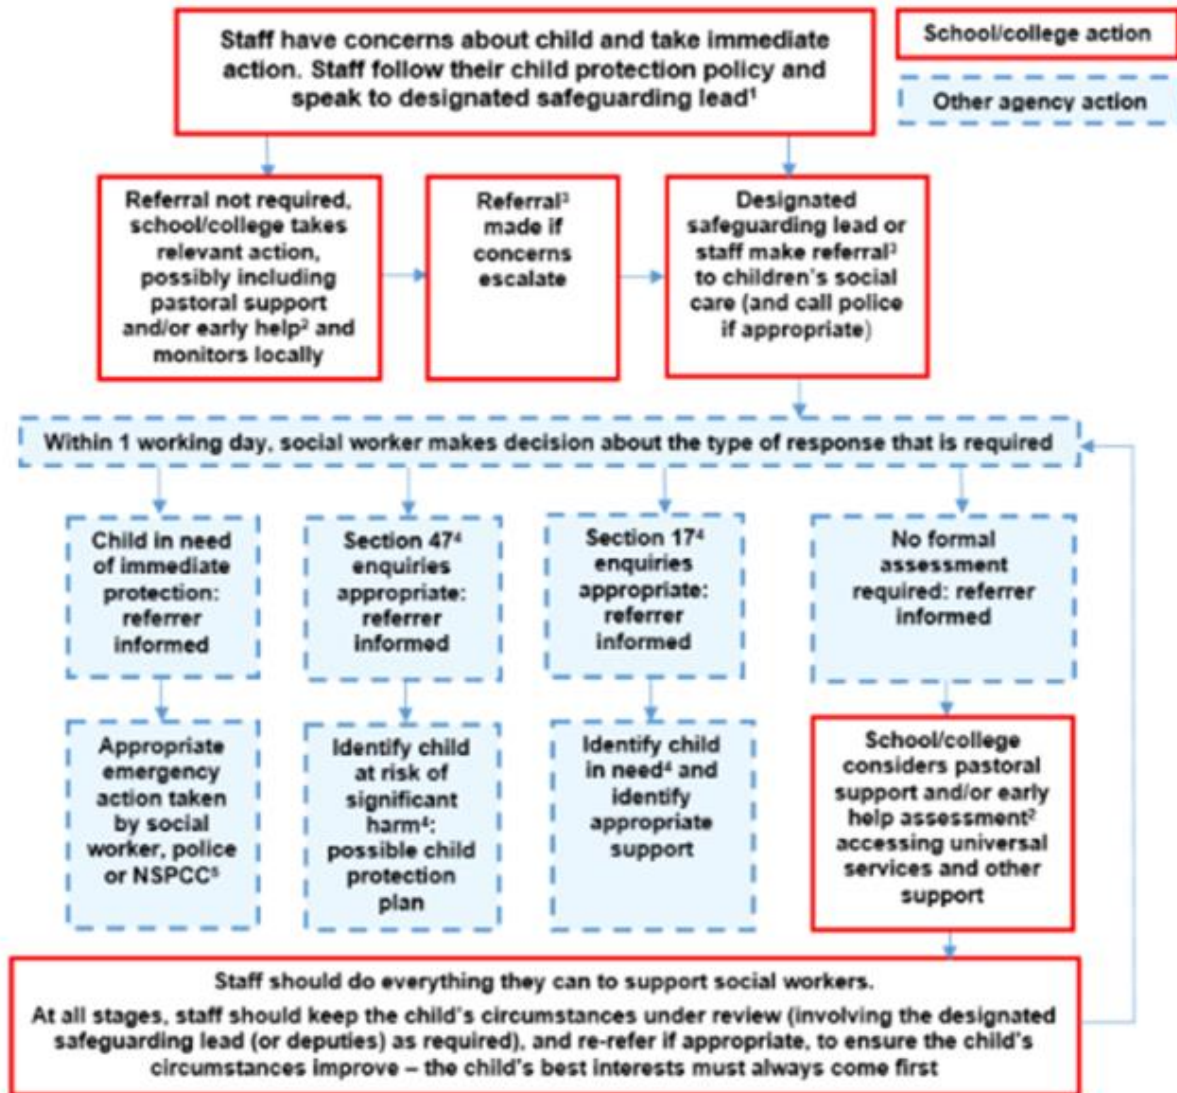 Staff have concerns about child and take immediate
action. Staff follow their child protection policy and
speak to designated safeguarding lead¹
School/college action
Other agency action
Referral not required,
school/college takes
relevant action,
possibly including
pastoral support
and/or early help² and
monitors locally
Referral³
made if
concerns
escalate
Designated
safeguarding lead or
staff make referral³
to children's social
care (and call police
if appropriate)
Within 1 working day, social worker makes decision about the type of response that is required
Child in need
of immediate
protection:
referrer
informed
Section 47⁴
enquiries
appropriate:
referrer
informed
Section 17⁴
enquiries
appropriate:
referrer
informed
No formal
assessment
required: referrer
informed
Appropriate
emergency
action taken
by social
worker, police
or NSPCC⁵
Identify child
at risk of
significant
harm⁴:
possible child
protection
plan
Identify child
in need⁴ and
identify
appropriate
support
School/college
considers pastoral
support and/or early
help assessment²
accessing universal
services and other
support
Staff should do everything they can to support social workers.
At all stages, staff should keep the child's circumstances under review (involving the designated
safeguarding lead (or deputies) as required), and re-refer if appropriate, to ensure the child's
circumstances improve – the child's best interests must always come first